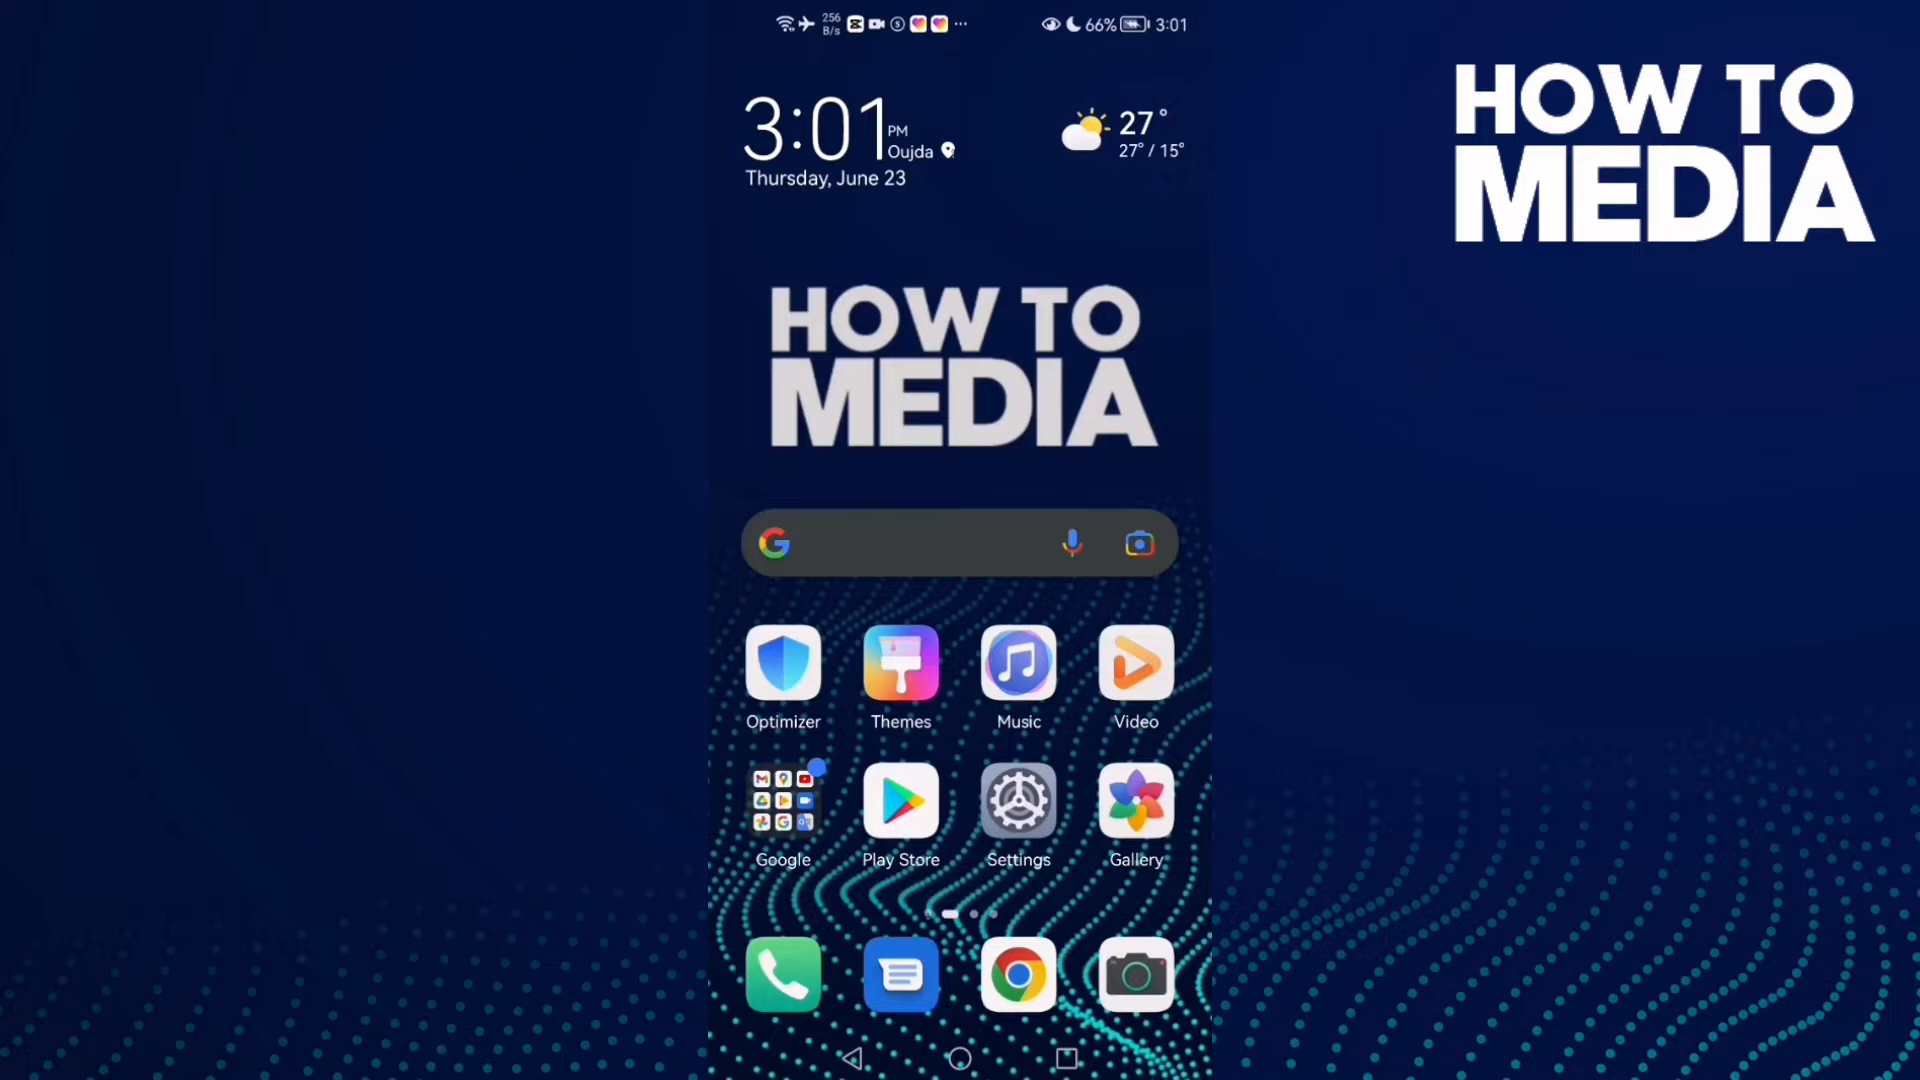 256
B/s
66%
3:01
3:01
PM
Oujda
Thursday, June 23
27°
27° / 15°
HOW TO
MEDIA
HOW TO
MEDIA
Optimizer
Themes
Music
Video
Google
Play Store
Settings
Gallery